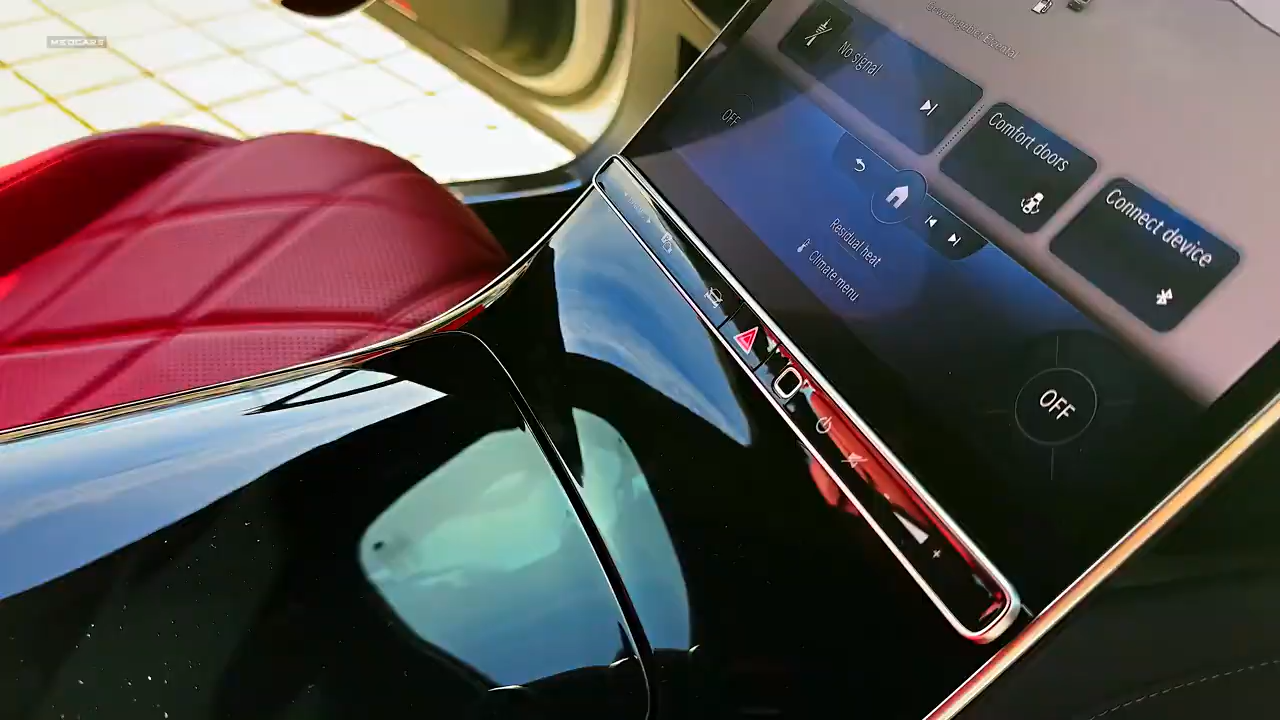 MEDCARS
No signal
OFF
Comfort doors
Connect device
Residual heat
Climate menu
OFF